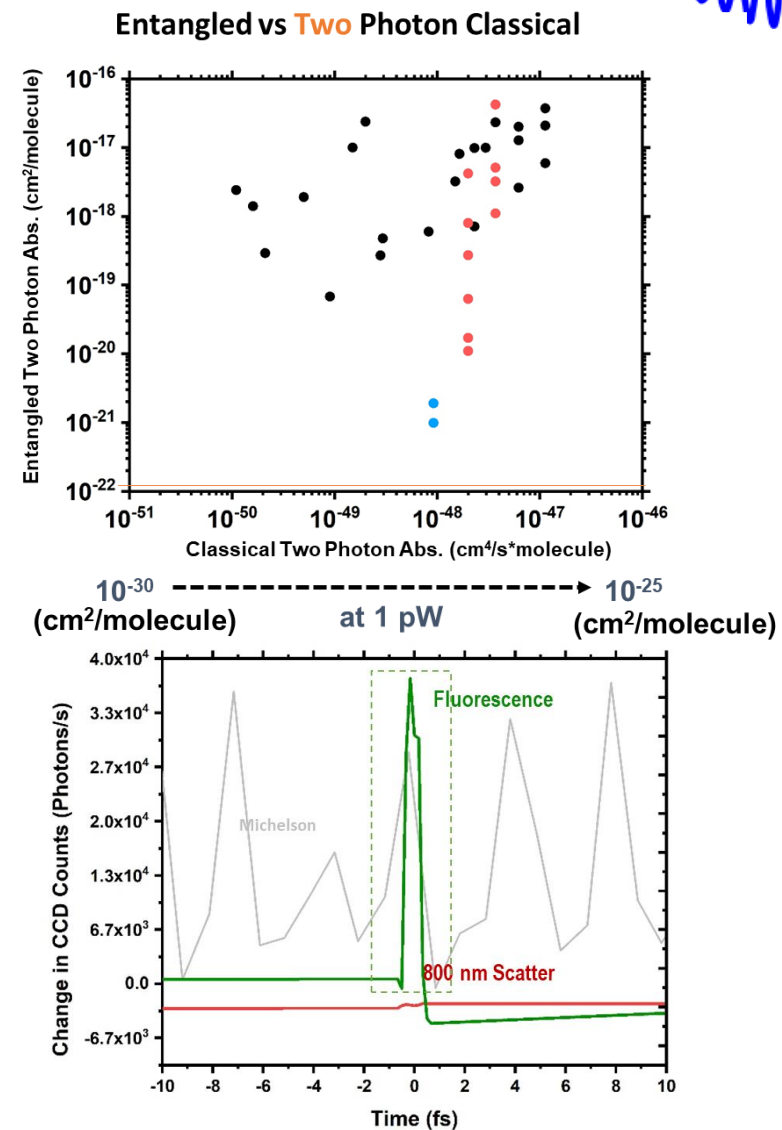 Entangled vs Two Photon Classical
Entangled Two Photon Abs. (cm²/molecule)
10⁻¹⁶
10⁻¹⁷
10⁻¹⁸
10⁻¹⁹
10⁻²⁰
10⁻²¹
10⁻²²
10⁻⁵¹ 10⁻⁵⁰ 10⁻⁴⁹ 10⁻⁴⁸ 10⁻⁴⁷ 10⁻⁴⁶
Classical Two Photon Abs. (cm⁴/s*molecule)
10⁻³⁰ 10⁻²⁵
(cm²/molecule) at 1 pW (cm²/molecule)
Change in CCD Counts (Photons/s)
4.0x10⁴
3.3x10⁴
2.7x10⁴
2.0x10⁴
1.3x10⁴
6.7x10³
0.0
-6.7x10³
Fluorescence
Michelson
800 nm Scatter
-10 -8 -6 -4 -2 0 2 4 6 8 10
Time (fs)